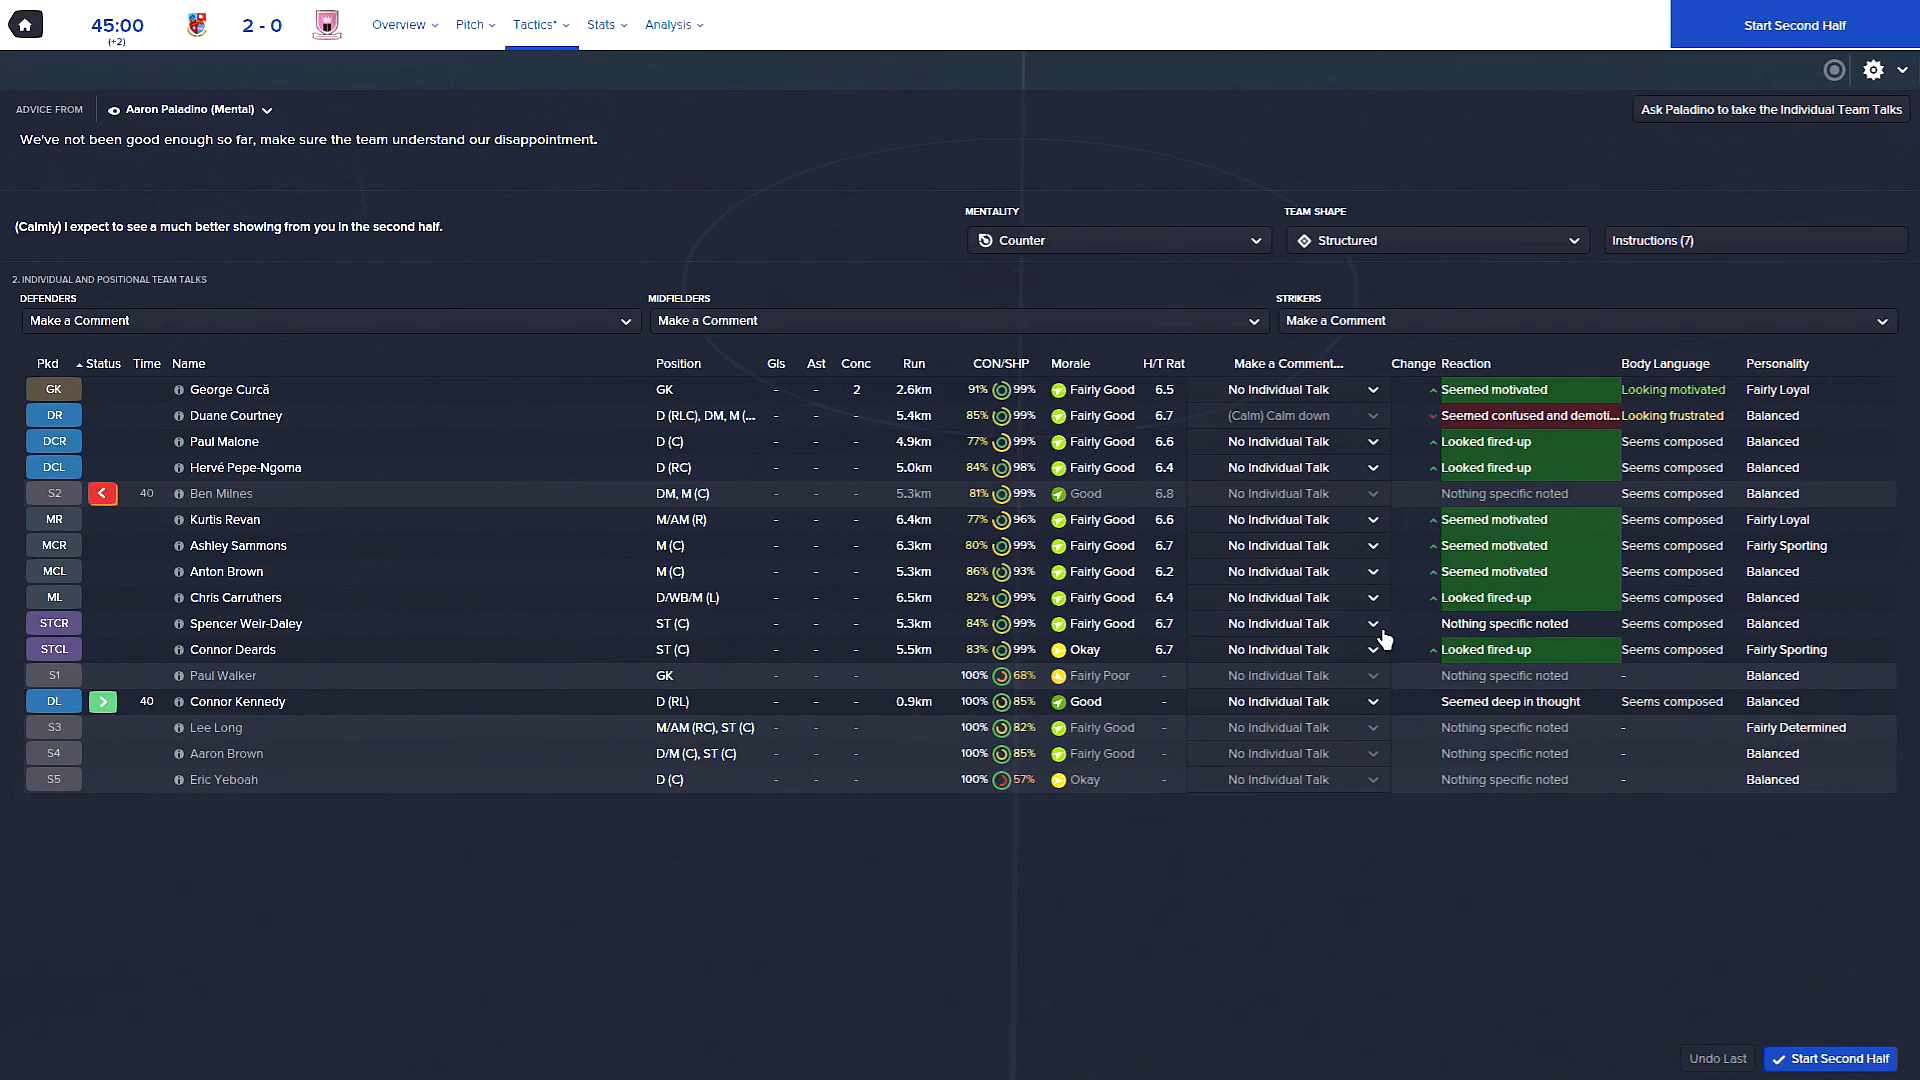 45:00
(+2)
2 - 0
Overview
Pitch
Tactics*
Stats
Analysis
Start Second Half
ADVICE FROM
Aaron Paladino (Mental)
Ask Paladino to take the Individual Team Talks
We've not been good enough so far, make sure the team understand our disappointment.
(Calmly) I expect to see a much better showing from you in the second half.
MENTALITY
Counter
TEAM SHAPE
Structured
Instructions (7)
2. INDIVIDUAL AND POSITIONAL TEAM TALKS
DEFENDERS
Make a Comment
MIDFIELDERS
Make a Comment
STRIKERS
Make a Comment
Pkd Status Time Name Position Gls Ast Conc Run CON/SHP Morale H/T Rat Make a Comment... Change Reaction Body Language Personality
GK George Curcă GK - - 2 2.6km 91% 99% Fairly Good 6.5 No Individual Talk Seemed motivated Looking motivated Fairly Loyal
DR Duane Courtney D (RLC), DM, M (... - - - 5.4km 85% 99% Fairly Good 6.7 (Calm) Calm down Seemed confused and demoti... Looking frustrated Balanced
DCR Paul Malone D (C) - - - 4.9km 77% 99% Fairly Good 6.6 No Individual Talk Looked fired-up Seems composed Balanced
DCL Hervé Pepe-Ngoma D (RC) - - - 5.0km 84% 98% Fairly Good 6.4 No Individual Talk Looked fired-up Seems composed Balanced
S2 40 Ben Milnes DM, M (C) - - - 5.3km 81% 99% Good 6.8 No Individual Talk Nothing specific noted Seems composed Balanced
MR Kurtis Revan M/AM (R) - - - 6.4km 77% 96% Fairly Good 6.6 No Individual Talk Seemed motivated Seems composed Fairly Loyal
MCR Ashley Sammons M (C) - - - 6.3km 80% 99% Fairly Good 6.7 No Individual Talk Seemed motivated Seems composed Fairly Sporting
MCL Anton Brown M (C) - - - 5.3km 86% 93% Fairly Good 6.2 No Individual Talk Seemed motivated Seems composed Balanced
ML Chris Carruthers D/WB/M (L) - - - 6.5km 82% 99% Fairly Good 6.4 No Individual Talk Looked fired-up Seems composed Balanced
STCR Spencer Weir-Daley ST (C) - - - 5.3km 84% 99% Fairly Good 6.7 No Individual Talk Nothing specific noted Seems composed Balanced
STCL Connor Deards ST (C) - - - 5.5km 83% 99% Okay 6.7 No Individual Talk Looked fired-up Seems composed Fairly Sporting
S1 Paul Walker GK - - - 100% 68% Fairly Poor - No Individual Talk Nothing specific noted - Balanced
DL 40 Connor Kennedy D (RL) - - - 0.9km 100% 85% Good - No Individual Talk Seemed deep in thought Seems composed Balanced
S3 Lee Long M/AM (RC), ST (C) - - - 100% 82% Fairly Good - No Individual Talk Nothing specific noted - Fairly Determined
S4 Aaron Brown D/M (C), ST (C) - - - 100% 85% Fairly Good - No Individual Talk Nothing specific noted - Balanced
S5 Eric Yeboah D (C) - - - 100% 57% Okay - No Individual Talk Nothing specific noted - Balanced
Undo Last
Start Second Half